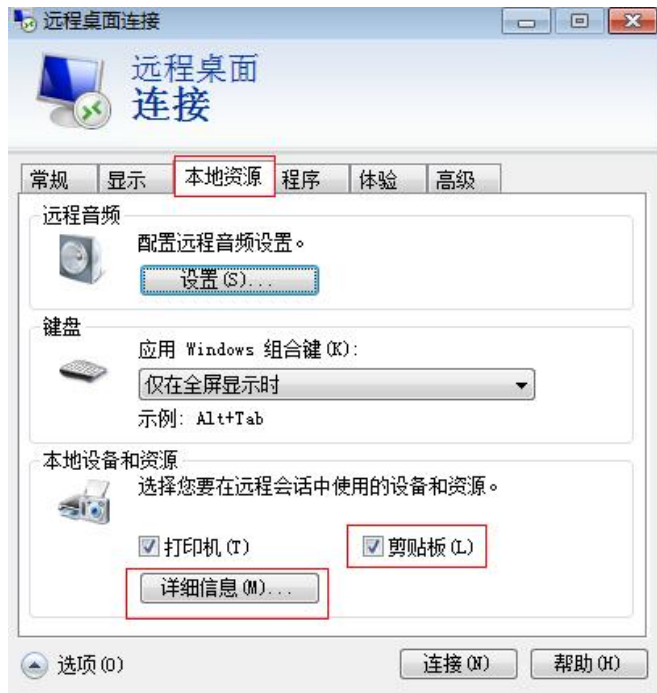 远程桌面连接
远程桌面
连接
常规 显示 本地资源 程序 体验 高级
远程音频
配置远程音频设置。
设置(S)...
键盘
应用 Windows 组合键(K):
仅在全屏显示时
示例: Alt+Tab
本地设备和资源
选择您要在远程会话中使用的设备和资源。
打印机(T) 剪贴板(L)
详细信息(M)...
选项(O) 连接(N) 帮助(H)